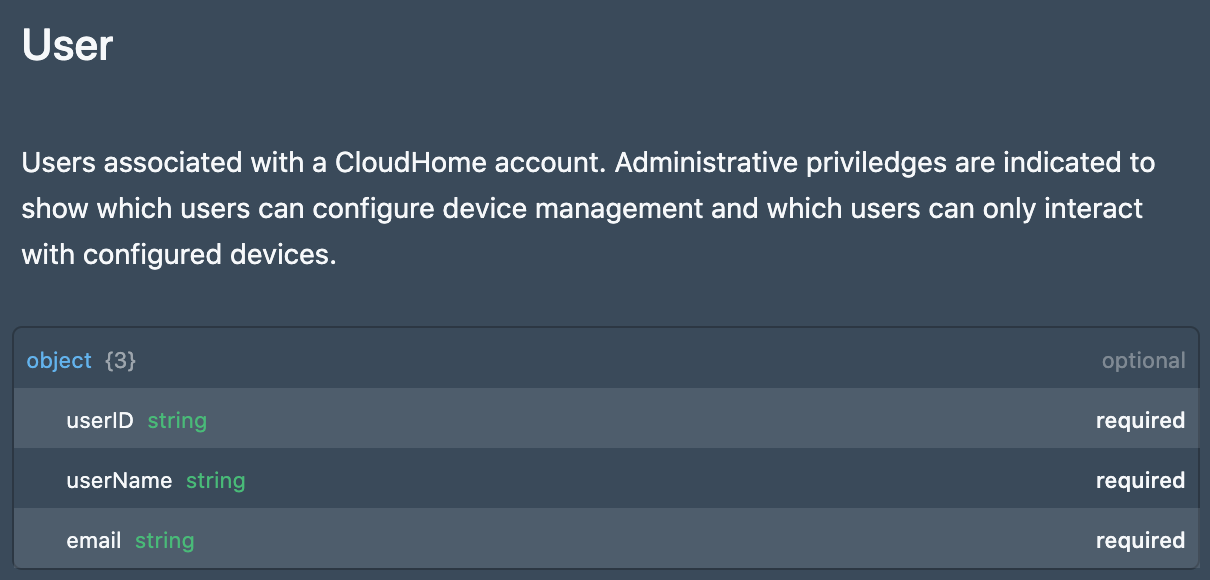 User
Users associated with a CloudHome account. Administrative priviledges are indicated to
show which users can configure device management and which users can only interact
with configured devices.
object {3} optional
userID string required
userName string required
email string required